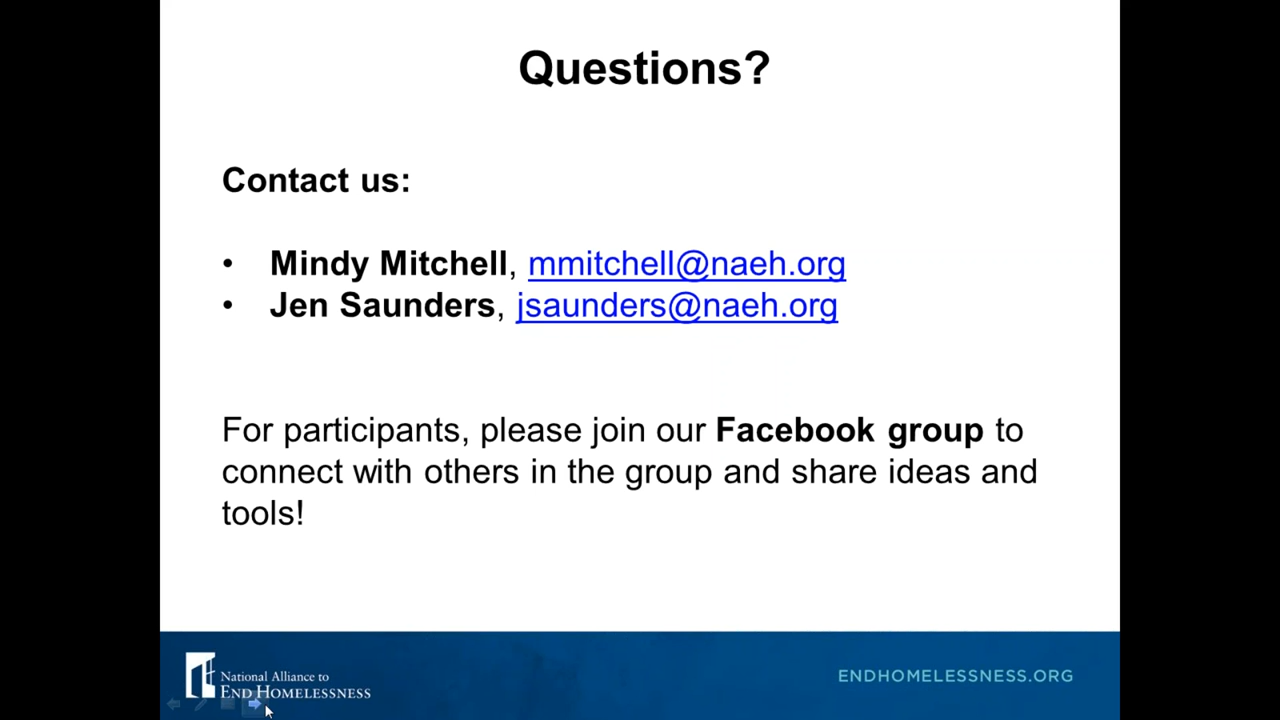 Questions?
Contact us:
• Mindy Mitchell, mmitchell@naeh.org
• Jen Saunders, jsaunders@naeh.org
For participants, please join our Facebook group to
connect with others in the group and share ideas and
tools!
National Alliance to
END HOMELESSNESS
ENDHOMELESSNESS.ORG